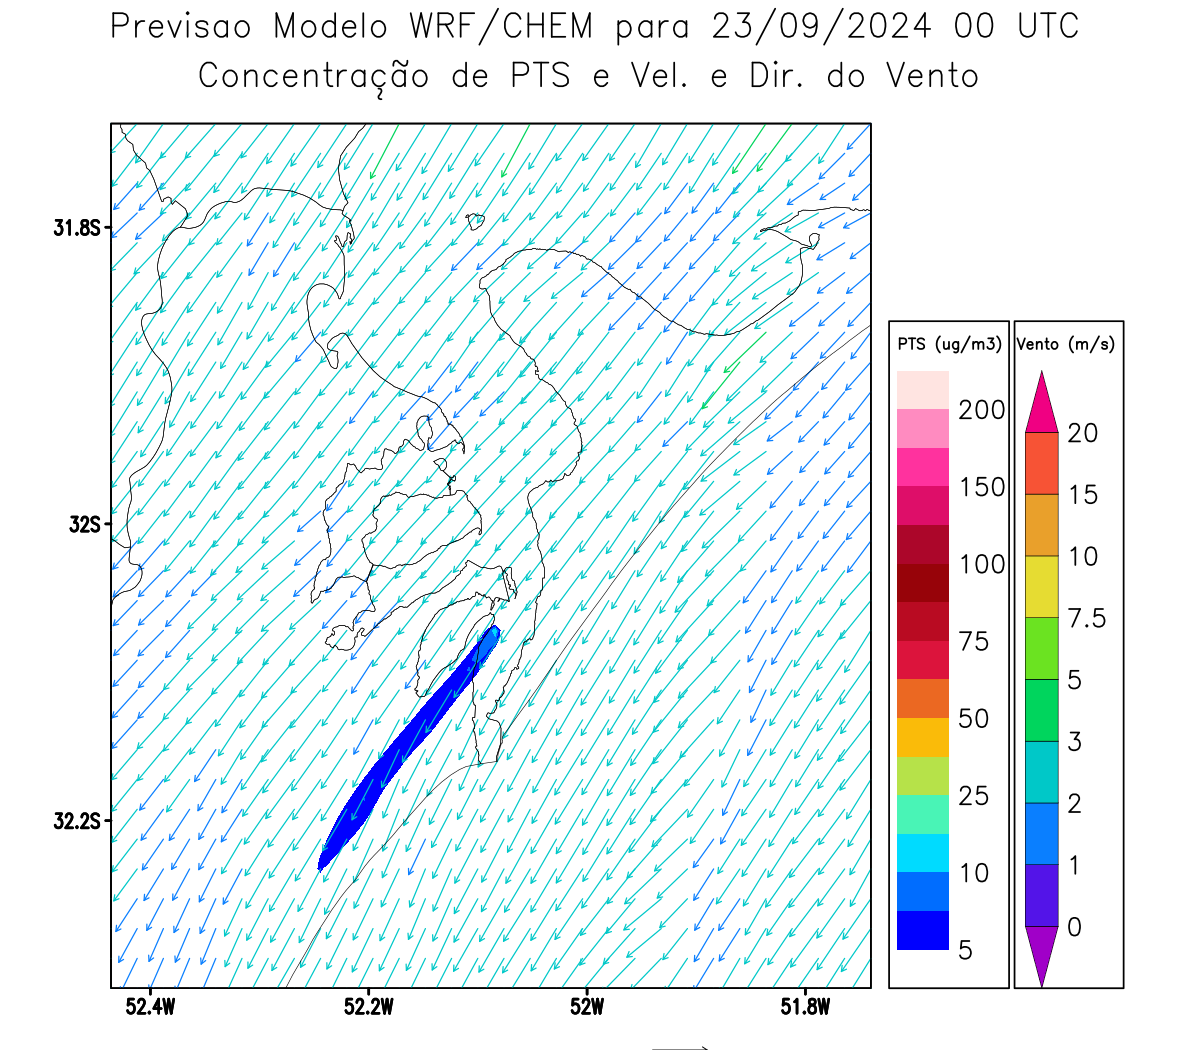 Previsao Modelo WRF/CHEM para 23/09/2024 00 UTC
Concentração de PTS e Vel. e Dir. do Vento
31.8S
32S
32.2S
52.4W
52.2W
52W
51.8W
PTS (ug/m3)
200
150
100
75
50
25
10
5
Vento (m/s)
20
15
10
7.5
5
3
2
1
0